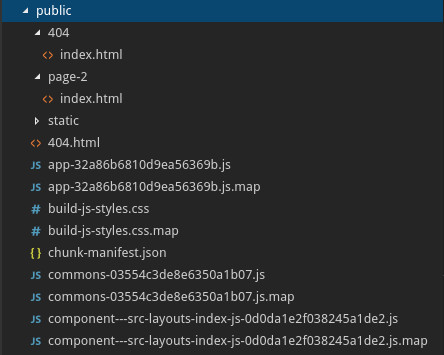 public
404
<> index.html
page-2
<> index.html
static
<> 404.html
JS app-32a86b6810d9ea56369b.js
JS app-32a86b6810d9ea56369b.js.map
# build-js-styles.css
# build-js-styles.css.map
{ } chunk-manifest.json
JS commons-03554c3de8e6350a1b07.js
JS commons-03554c3de8e6350a1b07.js.map
JS component---src-layouts-index-js-0d0da1e2f038245a1de2.js
JS component---src-layouts-index-js-0d0da1e2f038245a1de2.js.map